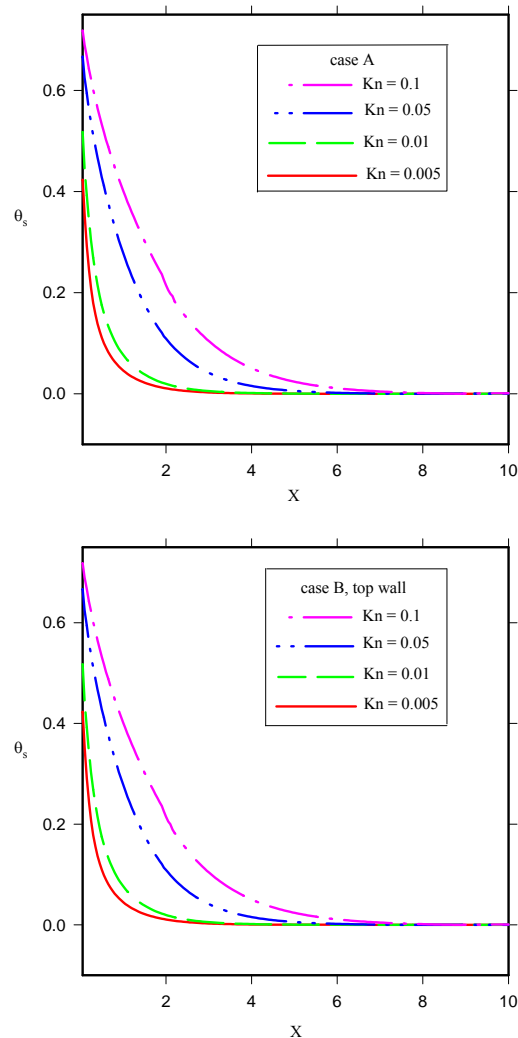 case A
Kn = 0.1
Kn = 0.05
Kn = 0.01
Kn = 0.005
0.6
0.4
θs
0.2
0.0
2 4 6 8 10
X
case B, top wall
Kn = 0.1
Kn = 0.05
Kn = 0.01
Kn = 0.005
0.6
0.4
θs
0.2
0.0
2 4 6 8 10
X